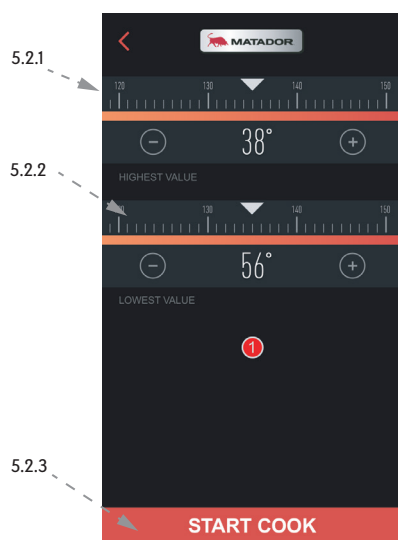 MATADOR
5.2.1
120 130 140 150
38°
5.2.2
HIGHEST VALUE
130 140 150
56°
LOWEST VALUE
1
5.2.3
START COOK